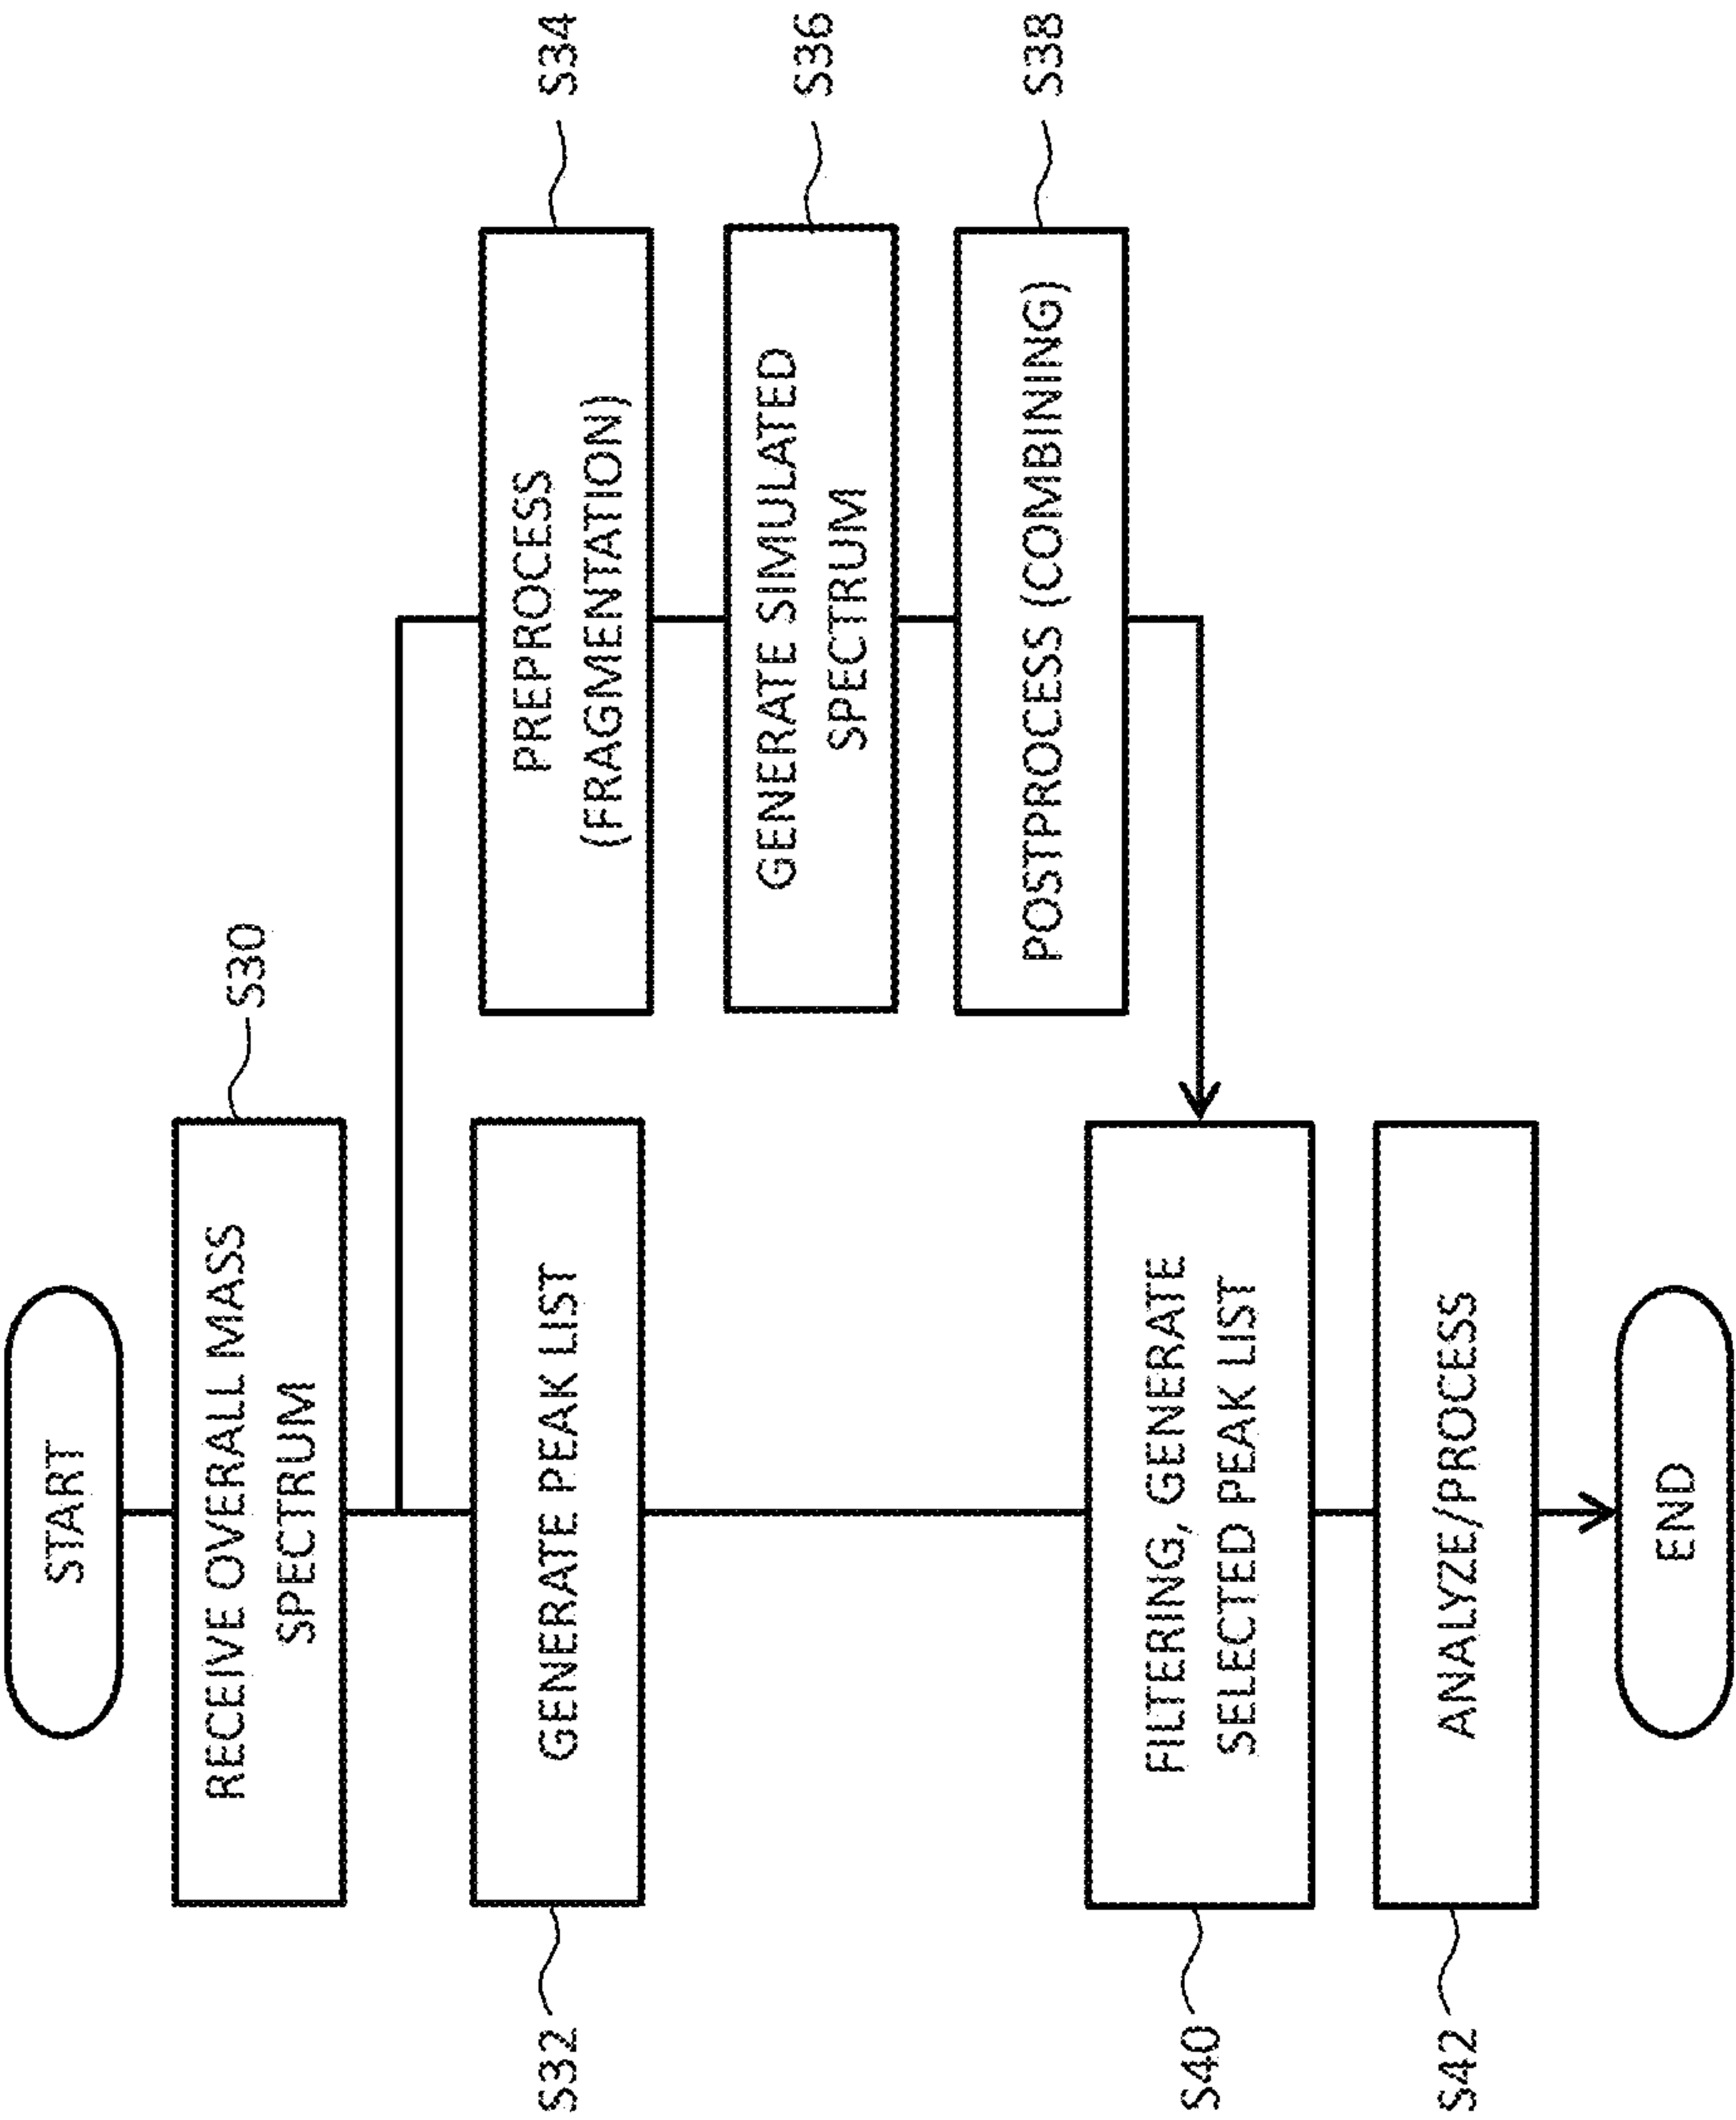 START
RECEIVE OVERALL MASS
SPECTRUM
S30
GENERATE PEAK LIST
S32
PREPROCESS
(FRAGMENTATION)
S34
GENERATE SIMULATED
SPECTRUM
S36
POSTPROCESS (COMBINING)
S38
FILTERING, GENERATE
SELECTED PEAK LIST
S40
ANALYZE/PROCESS
S42
END